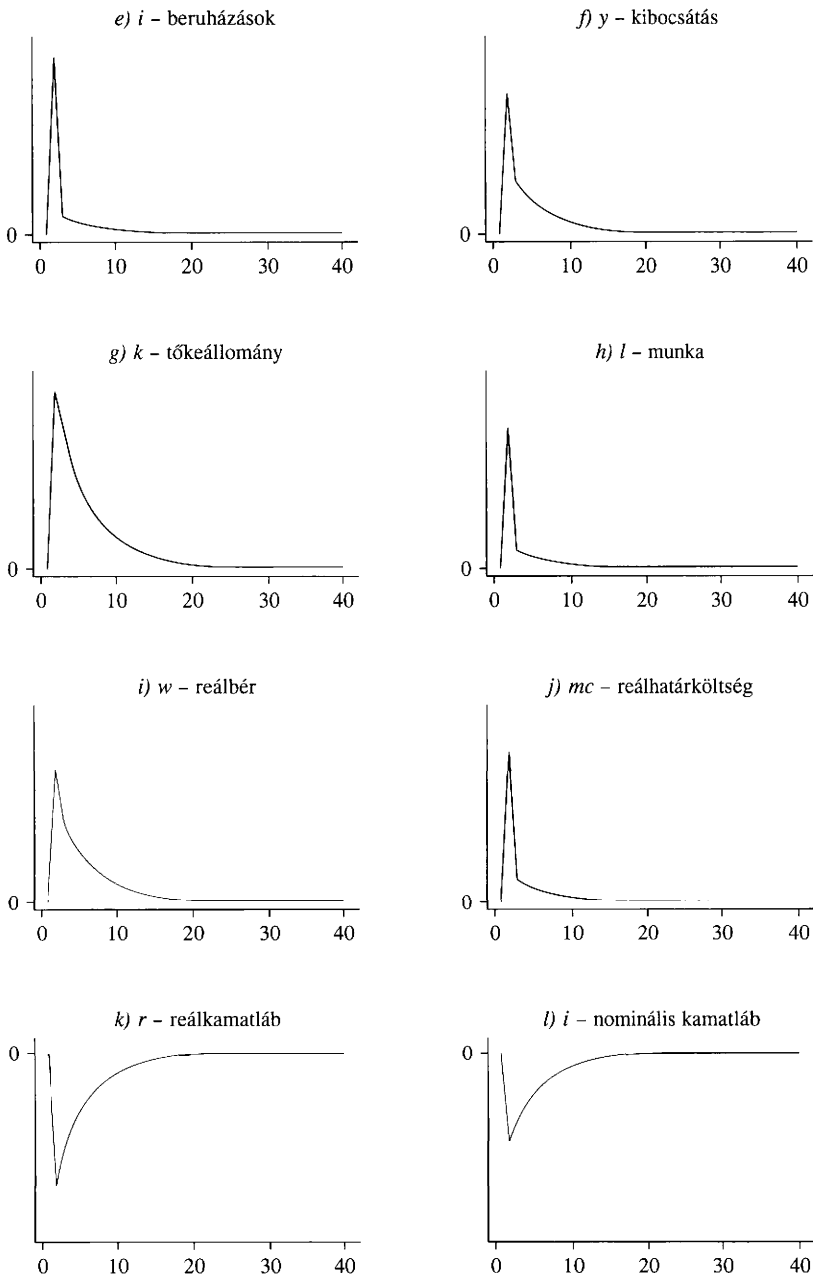 e) i – beruházások
0
0 10 20 30 40
f) y – kibocsátás
0
0 10 20 30 40
g) k – tőkeállomány
0
0 10 20 30 40
h) l – munka
0
0 10 20 30 40
i) w – reálbér
0
0 10 20 30 40
j) mc – reálhatárköltség
0
0 10 20 30 40
k) r – reálkamatláb
0
0 10 20 30 40
l) i – nominális kamatláb
0
0 10 20 30 40